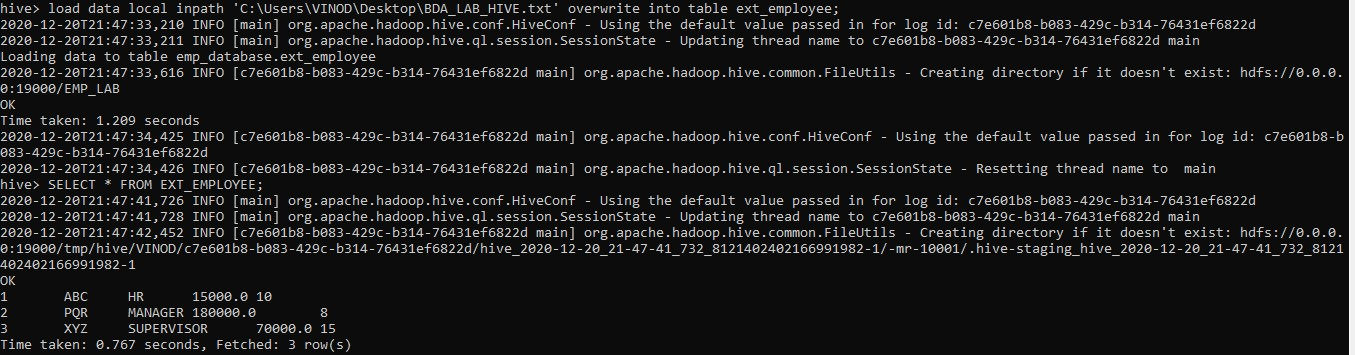 hive> load data local inpath 'C:\Users\VINOD\Desktop\BDA_LAB_HIVE.txt' overwrite into table ext_employee;
2020-12-20T21:47:33,210 INFO [main] org.apache.hadoop.hive.conf.HiveConf - Using the default value passed in for log id: c7e601b8-b083-429c-b314-76431ef6822d
2020-12-20T21:47:33,211 INFO [main] org.apache.hadoop.hive.ql.session.SessionState - Updating thread name to c7e601b8-b083-429c-b314-76431ef6822d main
Loading data to table emp_database.ext_employee
2020-12-20T21:47:33,616 INFO [c7e601b8-b083-429c-b314-76431ef6822d main] org.apache.hadoop.hive.common.FileUtils - Creating directory if it doesn't exist: hdfs://0.0.0.
0:19000/EMP_LAB
OK
Time taken: 1.209 seconds
2020-12-20T21:47:34,425 INFO [c7e601b8-b083-429c-b314-76431ef6822d main] org.apache.hadoop.hive.conf.HiveConf - Using the default value passed in for log id: c7e601b8-b
083-429c-b314-76431ef6822d
2020-12-20T21:47:34,426 INFO [c7e601b8-b083-429c-b314-76431ef6822d main] org.apache.hadoop.hive.ql.session.SessionState - Resetting thread name to  main
hive> SELECT * FROM EXT_EMPLOYEE;
2020-12-20T21:47:41,726 INFO [main] org.apache.hadoop.hive.conf.HiveConf - Using the default value passed in for log id: c7e601b8-b083-429c-b314-76431ef6822d
2020-12-20T21:47:41,728 INFO [main] org.apache.hadoop.hive.ql.session.SessionState - Updating thread name to c7e601b8-b083-429c-b314-76431ef6822d main
2020-12-20T21:47:42,452 INFO [c7e601b8-b083-429c-b314-76431ef6822d main] org.apache.hadoop.hive.common.FileUtils - Creating directory if it doesn't exist: hdfs://0.0.0.
0:19000/tmp/hive/VINOD/c7e601b8-b083-429c-b314-76431ef6822d/hive_2020-12-20_21-47-41_732_8121402402166991982-1/-mr-10001/.hive-staging_hive_2020-12-20_21-47-41_732_8121
402402166991982-1
OK
1       ABC     HR      15000.0 10
2       PQR     MANAGER 180000.0        8
3       XYZ     SUPERVISOR      70000.0 15
Time taken: 0.767 seconds, Fetched: 3 row(s)